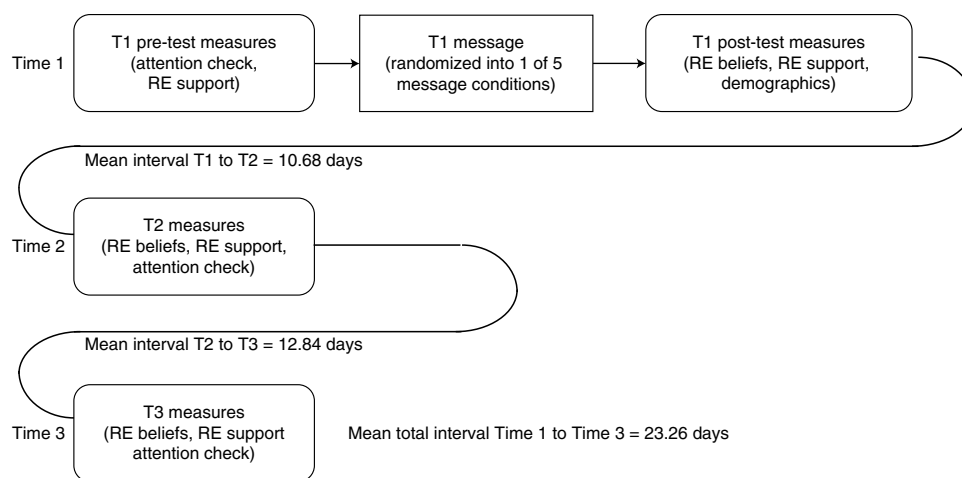 Time 1
T1 pre-test measures
(attention check,
RE support)
T1 message
(randomized into 1 of 5
message conditions)
T1 post-test measures
(RE beliefs, RE support,
demographics)
Mean interval T1 to T2 = 10.68 days
Time 2
T2 measures
(RE beliefs, RE support,
attention check)
Mean interval T2 to T3 = 12.84 days
Time 3
T3 measures
(RE beliefs, RE support
attention check)
Mean total interval Time 1 to Time 3 = 23.26 days